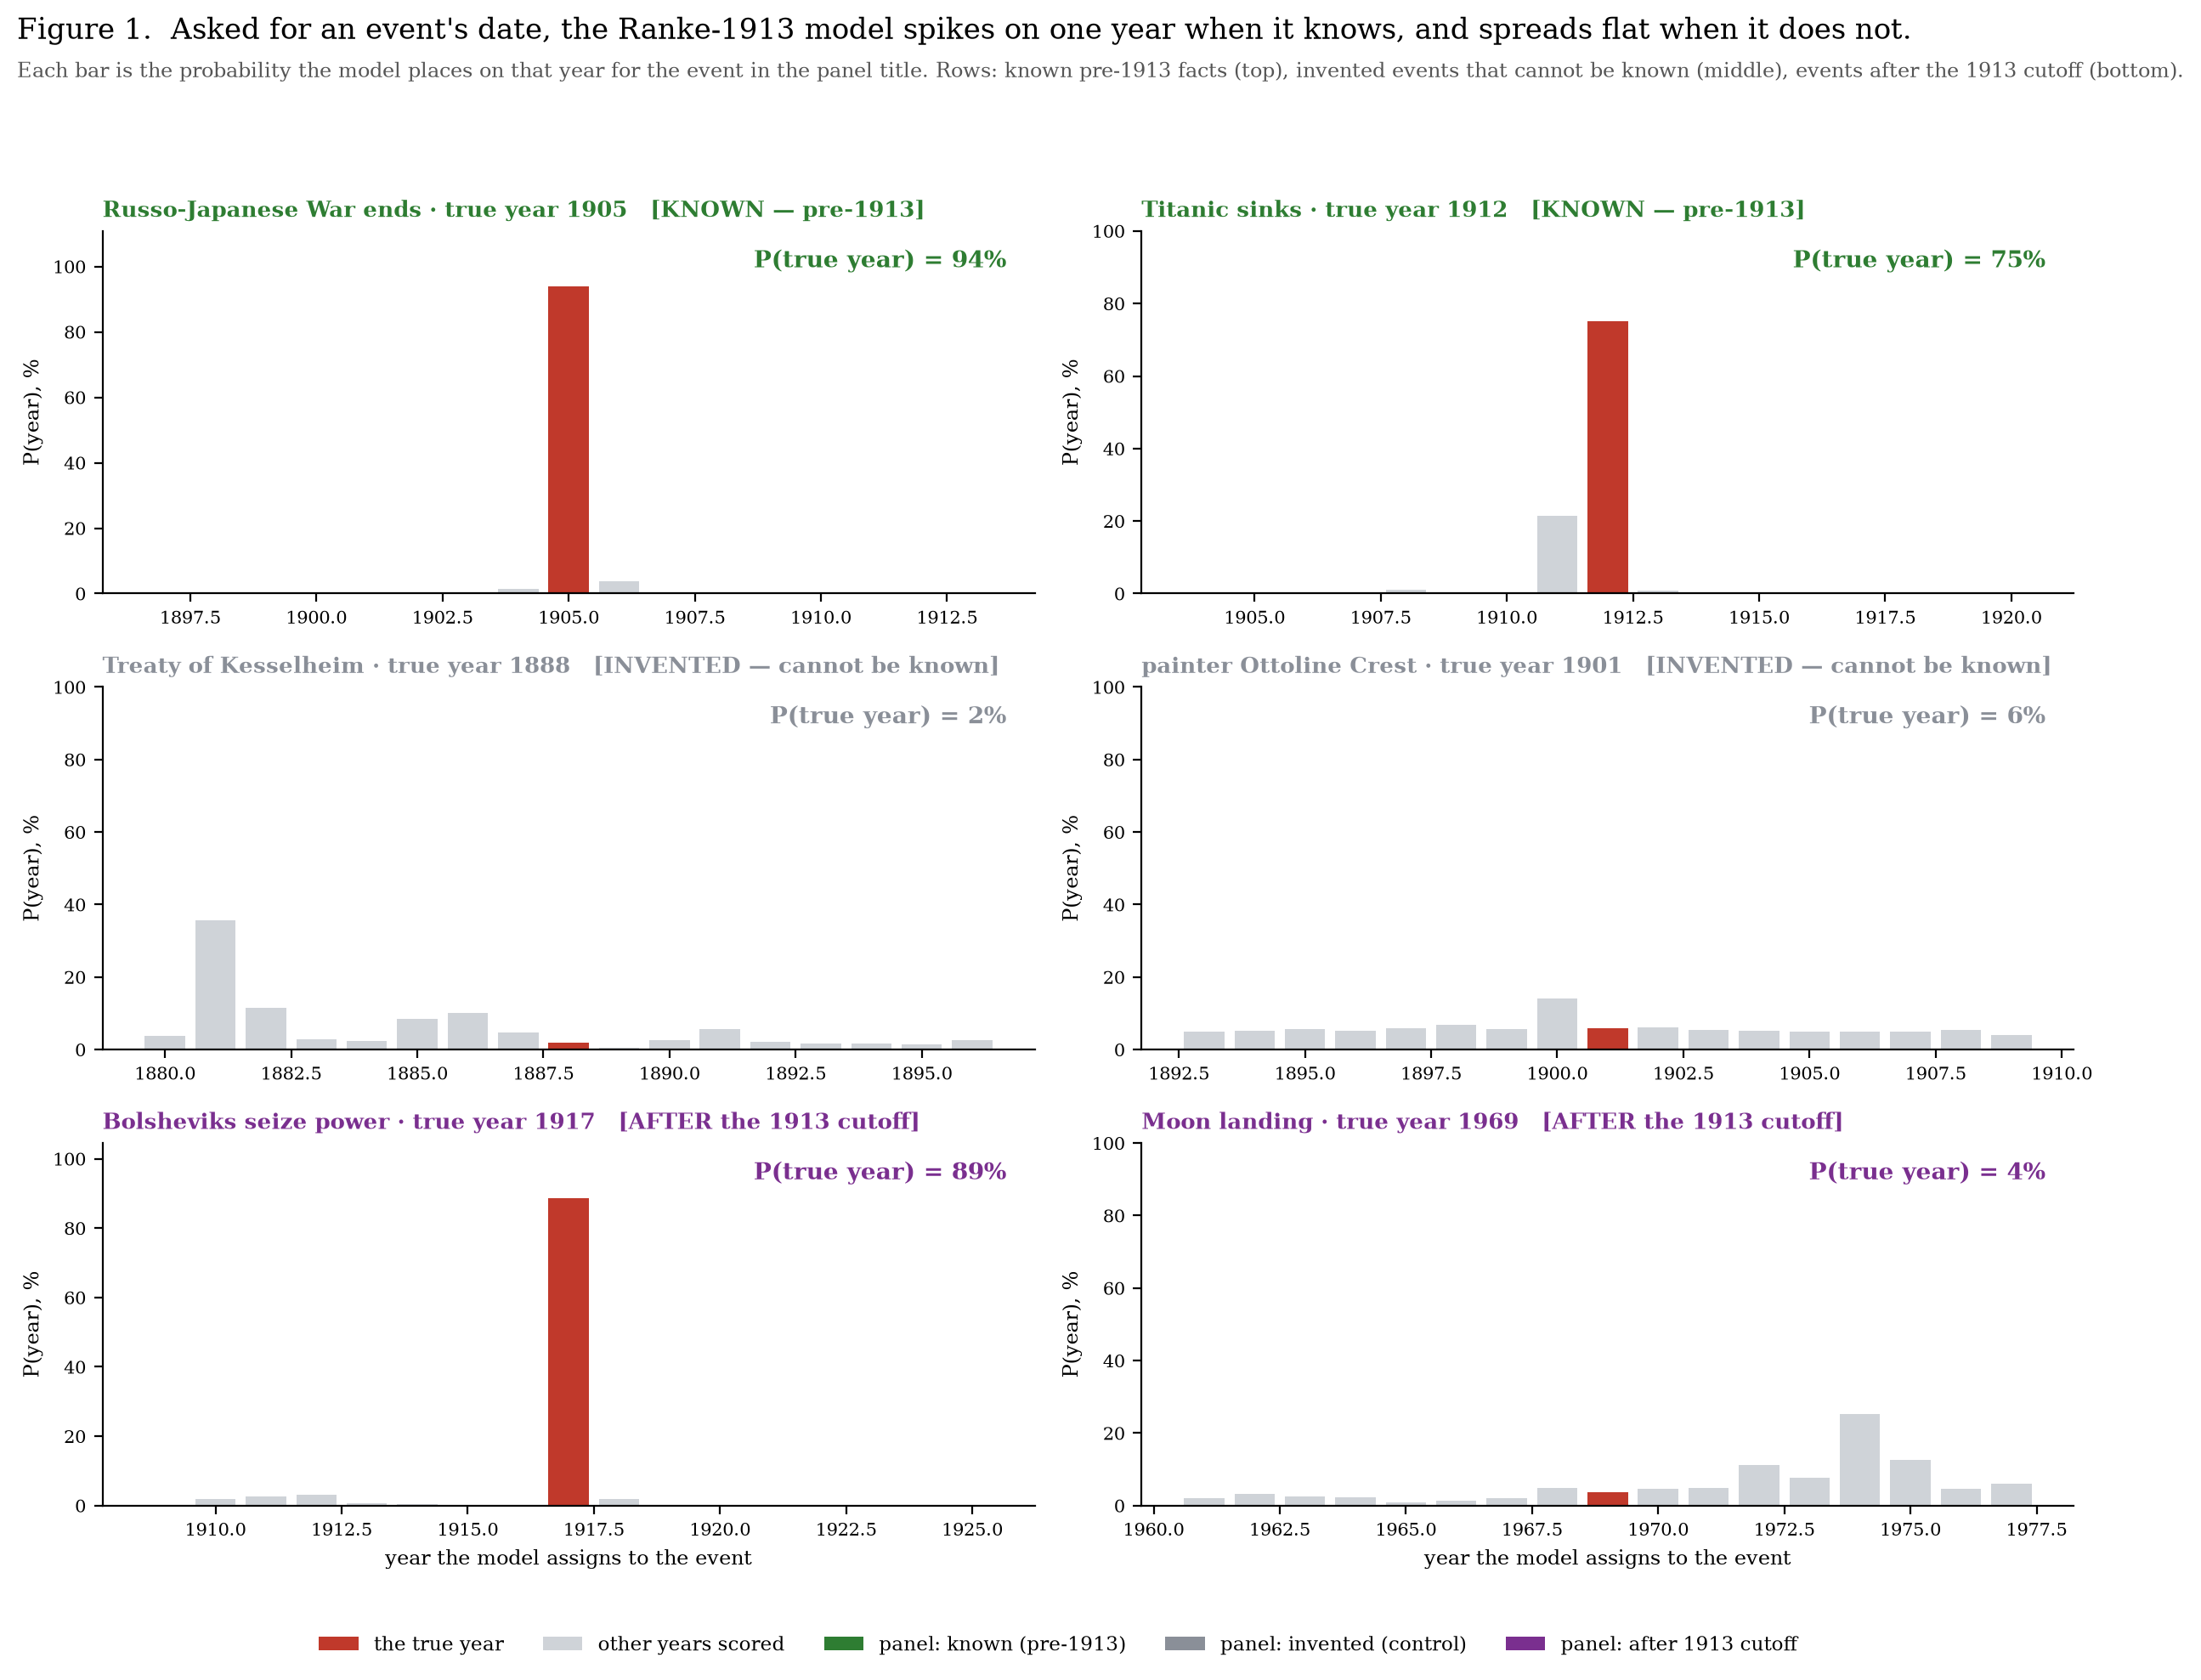 Figure 1.  Asked for an event's date, the Ranke-1913 model spikes on one year when it knows, and spreads flat when it does not.
Each bar is the probability the model places on that year for the event in the panel title. Rows: known pre-1913 facts (top), invented events that cannot be known (middle), events after the 1913 cutoff (bottom).
Russo-Japanese War ends · true year 1905   [KNOWN — pre-1913]
P(true year) = 94%
P(year), %
100
80
60
40
20
0
1897.5 1900.0 1902.5 1905.0 1907.5 1910.0 1912.5
Titanic sinks · true year 1912   [KNOWN — pre-1913]
P(true year) = 75%
P(year), %
100
80
60
40
20
0
1905.0 1907.5 1910.0 1912.5 1915.0 1917.5 1920.0
Treaty of Kesselheim · true year 1888   [INVENTED — cannot be known]
P(true year) = 2%
P(year), %
100
80
60
40
20
0
1880.0 1882.5 1885.0 1887.5 1890.0 1892.5 1895.0
painter Ottoline Crest · true year 1901   [INVENTED — cannot be known]
P(true year) = 6%
P(year), %
100
80
60
40
20
0
1892.5 1895.0 1897.5 1900.0 1902.5 1905.0 1907.5 1910.0
Bolsheviks seize power · true year 1917   [AFTER the 1913 cutoff]
P(true year) = 89%
P(year), %
100
80
60
40
20
0
1910.0 1912.5 1915.0 1917.5 1920.0 1922.5 1925.0
year the model assigns to the event
Moon landing · true year 1969   [AFTER the 1913 cutoff]
P(true year) = 4%
P(year), %
100
80
60
40
20
0
1960.0 1962.5 1965.0 1967.5 1970.0 1972.5 1975.0 1977.5
year the model assigns to the event
the true year
other years scored
panel: known (pre-1913)
panel: invented (control)
panel: after 1913 cutoff